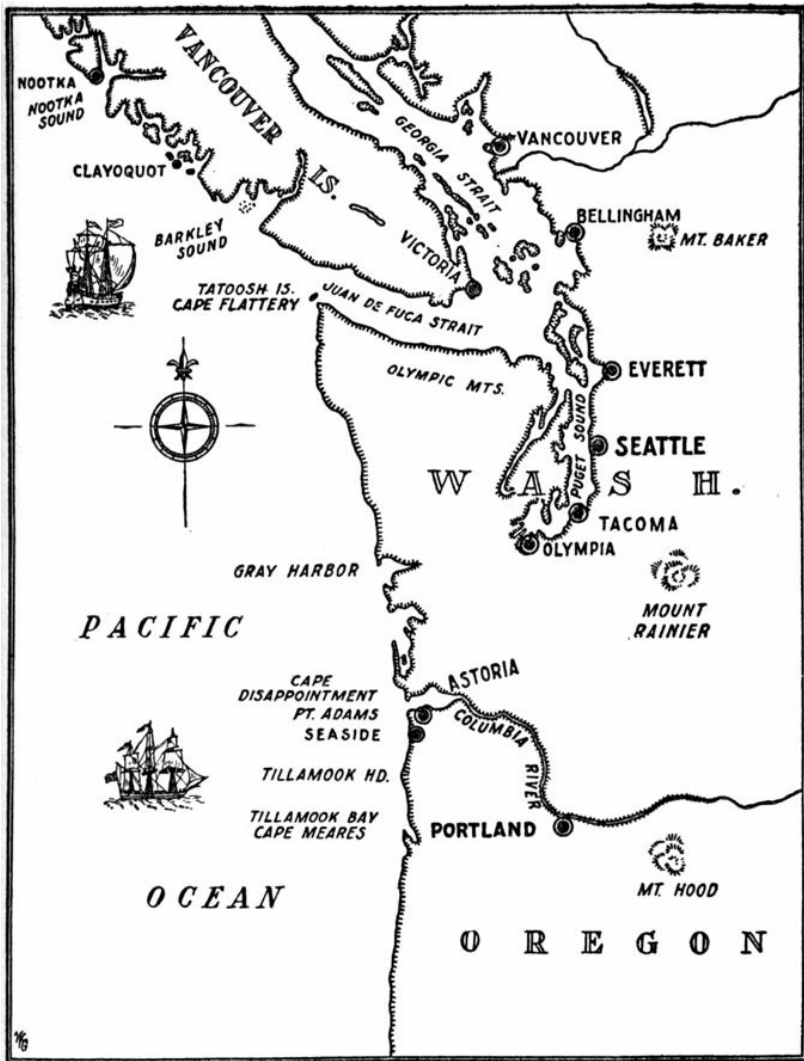 NOOTKA
NOOTKA
SOUND
VANCOUVER
IS.
CLAYOQUOT
BARKLEY
SOUND
GEORGIA
STRAIT
VANCOUVER
BELLINGHAM
MT. BAKER
VICTORIA
TATOOSH IS.
CAPE FLATTERY
JUAN DE FUCA STRAIT
OLYMPIC MTS.
EVERETT
SEATTLE
PUGET SOUND
WASH.
TACOMA
OLYMPIA
GRAY HARBOR
MOUNT
RAINIER
PACIFIC
CAPE
DISAPPOINTMENT
PT. ADAMS
SEASIDE
ASTORIA
COLUMBIA
RIVER
TILLAMOOK HD.
TILLAMOOK BAY
CAPE MEARES
PORTLAND
MT. HOOD
OCEAN
OREGON